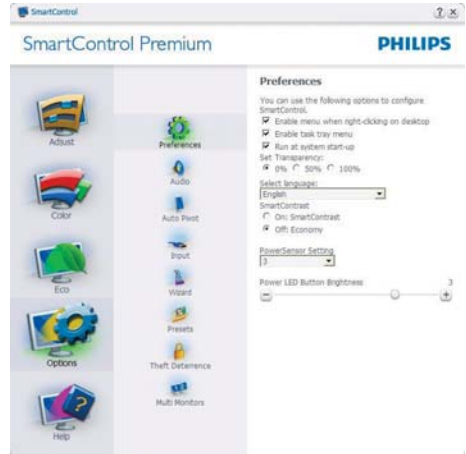 SmartControl
SmartControl Premium
PHILIPS
Adjust
Color
Eco
Options
Help
Preferences
Audio
Auto Pivot
Input
Wizard
Presets
Theft Deterrence
Multi Monitors
Preferences
You can use the following options to configure
SmartControl.
Enable menu when right-clicking on desktop
Enable task tray menu
Run at system start-up
Set Transparency:
0% 50% 100%
Select language:
English
SmartContrast
On: SmartContrast
Off: Economy
PowerSensor Setting
3
Power LED Button Brightness 3